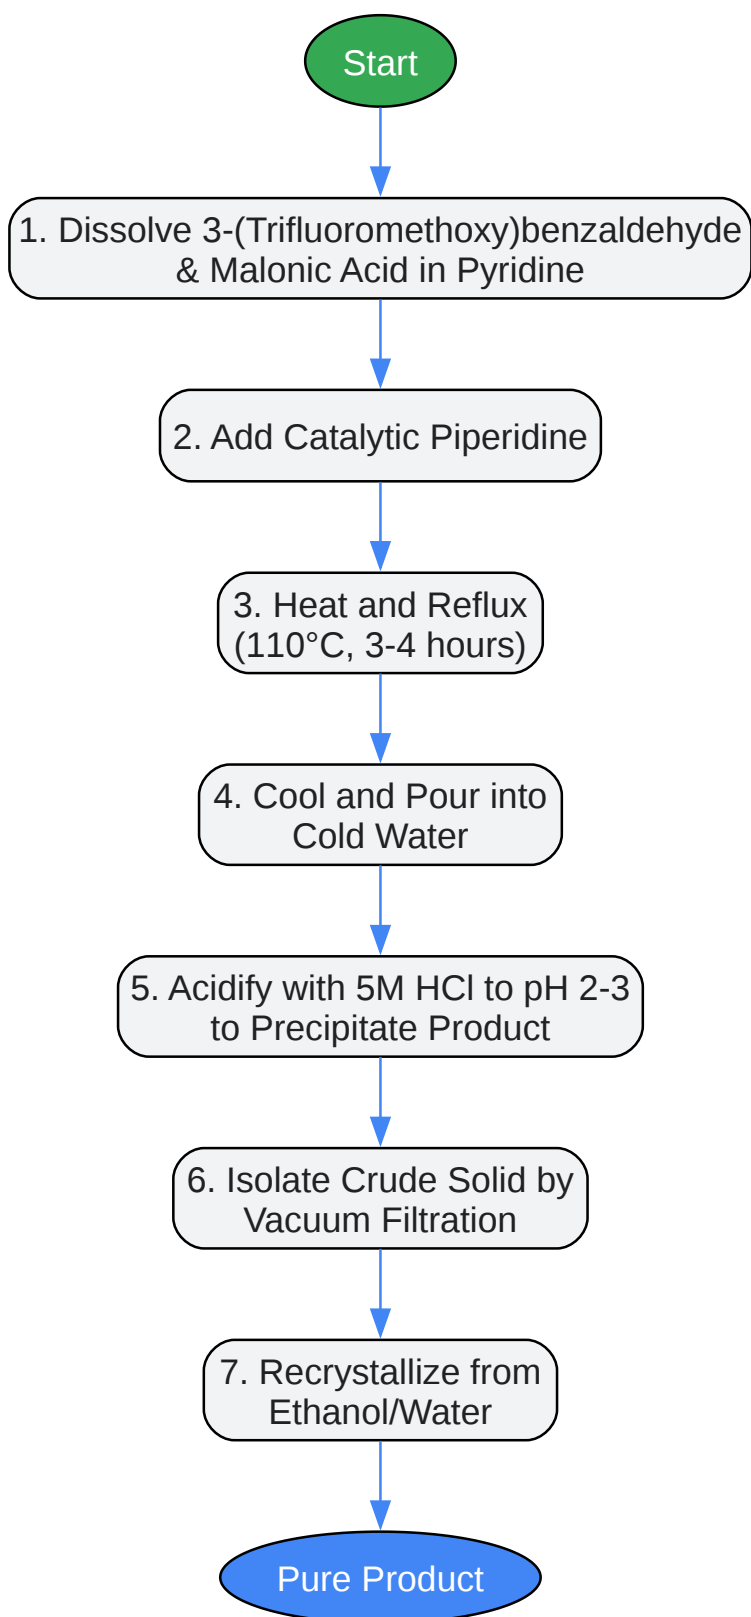 Start
1. Dissolve 3-(Trifluoromethoxy)benzaldehyde
& Malonic Acid in Pyridine
2. Add Catalytic Piperidine
3. Heat and Reflux
(110°C, 3-4 hours)
4. Cool and Pour into
Cold Water
5. Acidify with 5M HCl to pH 2-3
to Precipitate Product
6. Isolate Crude Solid by
Vacuum Filtration
7. Recrystallize from
Ethanol/Water
Pure Product